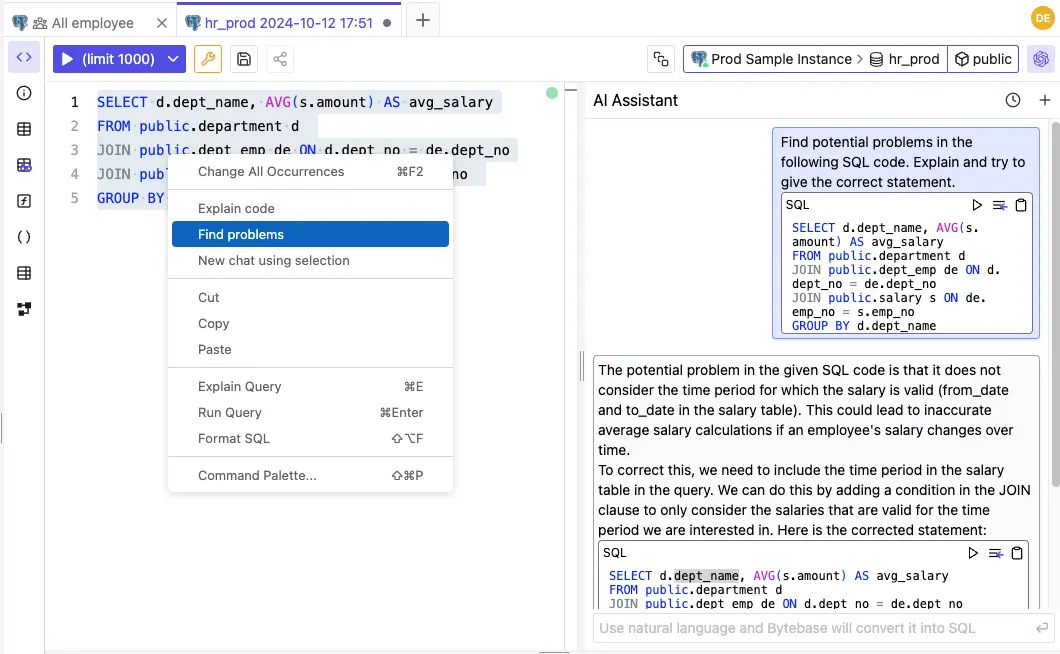 All employee
hr_prod 2024-10-12 17:51
DE
(limit 1000)
Prod Sample Instance
hr_prod
public
1 SELECT d.dept_name, AVG(s.amount) AS avg_salary
2 FROM public.department d
3 JOIN public.dept_emp de ON d.dept_no = de.dept_no
4 JOIN publ
no
5 GROUP BY
Change All Occurrences ⌘F2
Explain code
Find problems
New chat using selection
Cut
Copy
Paste
Explain Query ⌘E
Run Query ⌘Enter
Format SQL ⇧⌥F
Command Palette... ⇧⌘P
AI Assistant
Find potential problems in the
following SQL code. Explain and try to
give the correct statement.
SQL
SELECT d.dept_name, AVG(s.
amount) AS avg_salary
FROM public.department d
JOIN public.dept_emp de ON d.
dept_no = de.dept_no
JOIN public.salary s ON de.
emp_no = s.emp_no
GROUP BY d.dept_name
The potential problem in the given SQL code is that it does not
consider the time period for which the salary is valid (from_date
and to_date in the salary table). This could lead to inaccurate
average salary calculations if an employee's salary changes over
time.
To correct this, we need to include the time period in the salary
table in the query. We can do this by adding a condition in the JOIN
clause to only consider the salaries that are valid for the time
period we are interested in. Here is the corrected statement:
SQL
SELECT d.dept_name, AVG(s.amount) AS avg_salary
FROM public.department d
JOIN public.dept_emp de ON d.dept_no = de.dept_no
Use natural language and Bytebase will convert it into SQL